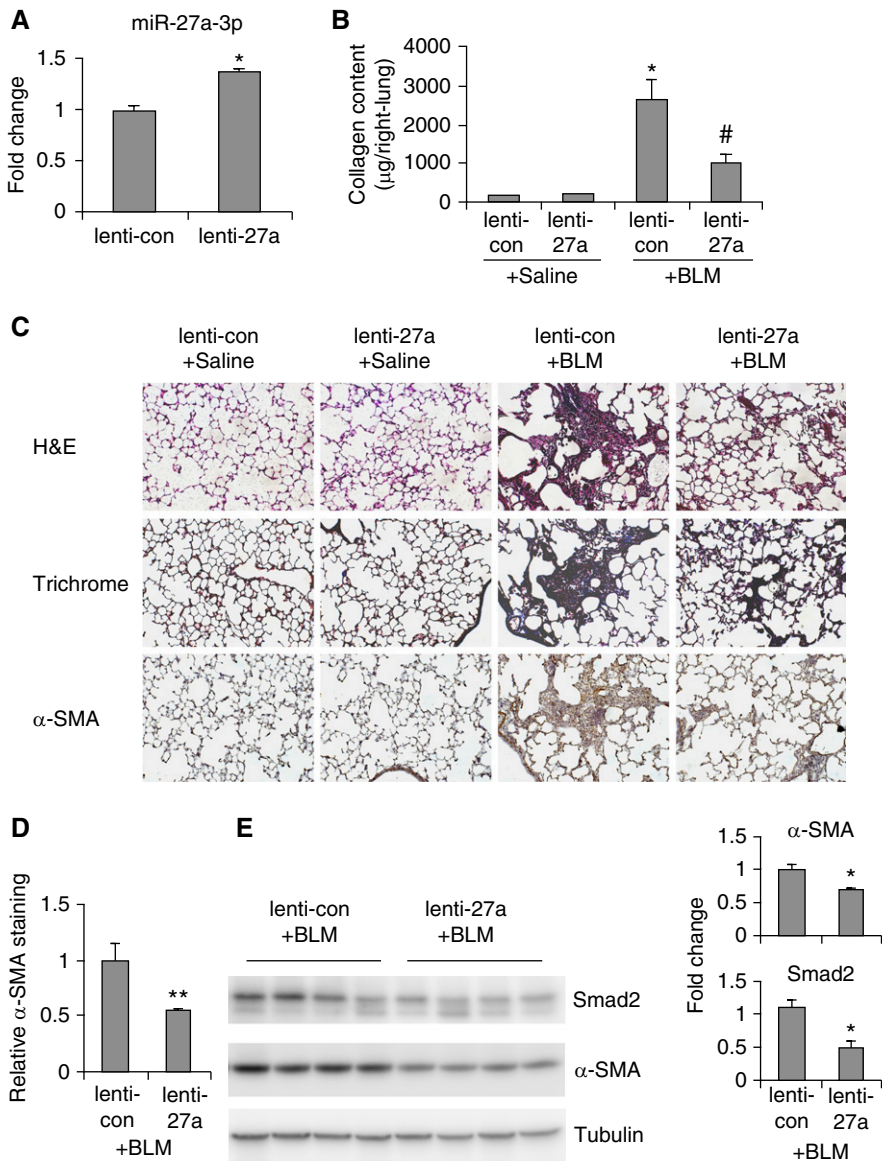 A
miR-27a-3p
Fold change
1.5
1
1.5
0
*
lenti-con
lenti-27a
B
Collagen content
(μg/right-lung)
4000
3000
2000
1000
0
*
#
lenti-
con
lenti-
27a
lenti-
con
lenti-
27a
+Saline
+BLM
C
lenti-con
+Saline
lenti-27a
+Saline
lenti-con
+BLM
lenti-27a
+BLM
H&E
Trichrome
α-SMA
D
Relative α-SMA staining
1.5
1
0.5
0
**
lenti-
con
lenti-
27a
+BLM
E
lenti-con
+BLM
lenti-27a
+BLM
Smad2
α-SMA
Tubulin
Fold change
α-SMA
1.5
1
0.5
0
*
Smad2
1.5
1
0.5
0
*
lenti-
con
lenti-
27a
+BLM